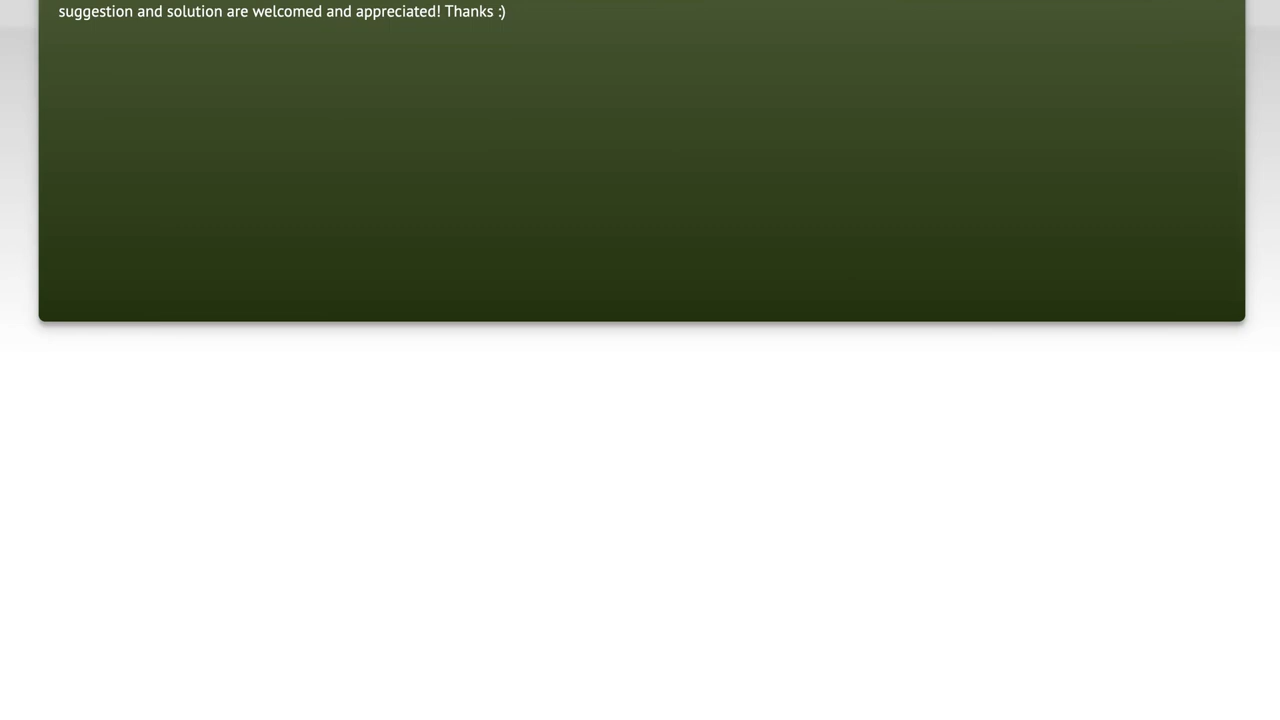 suggestion and solution are welcomed and appreciated! Thanks :)